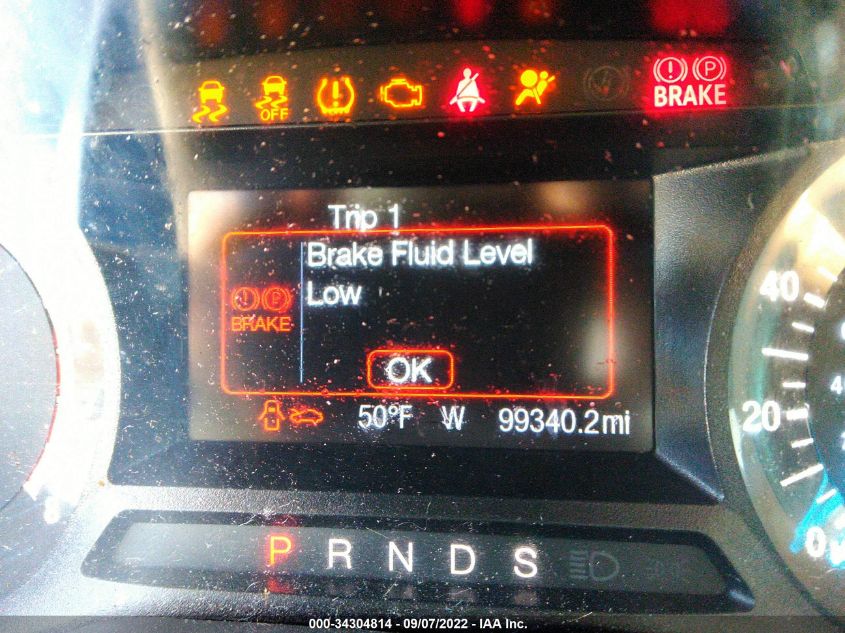 OFF
BRAKE
Trip 1
Brake Fluid Level
Low
BRAKE
OK
50°F W 99340.2mi
40
20
0
P R N D S
000-34304814 - 09/07/2022 - IAA Inc.